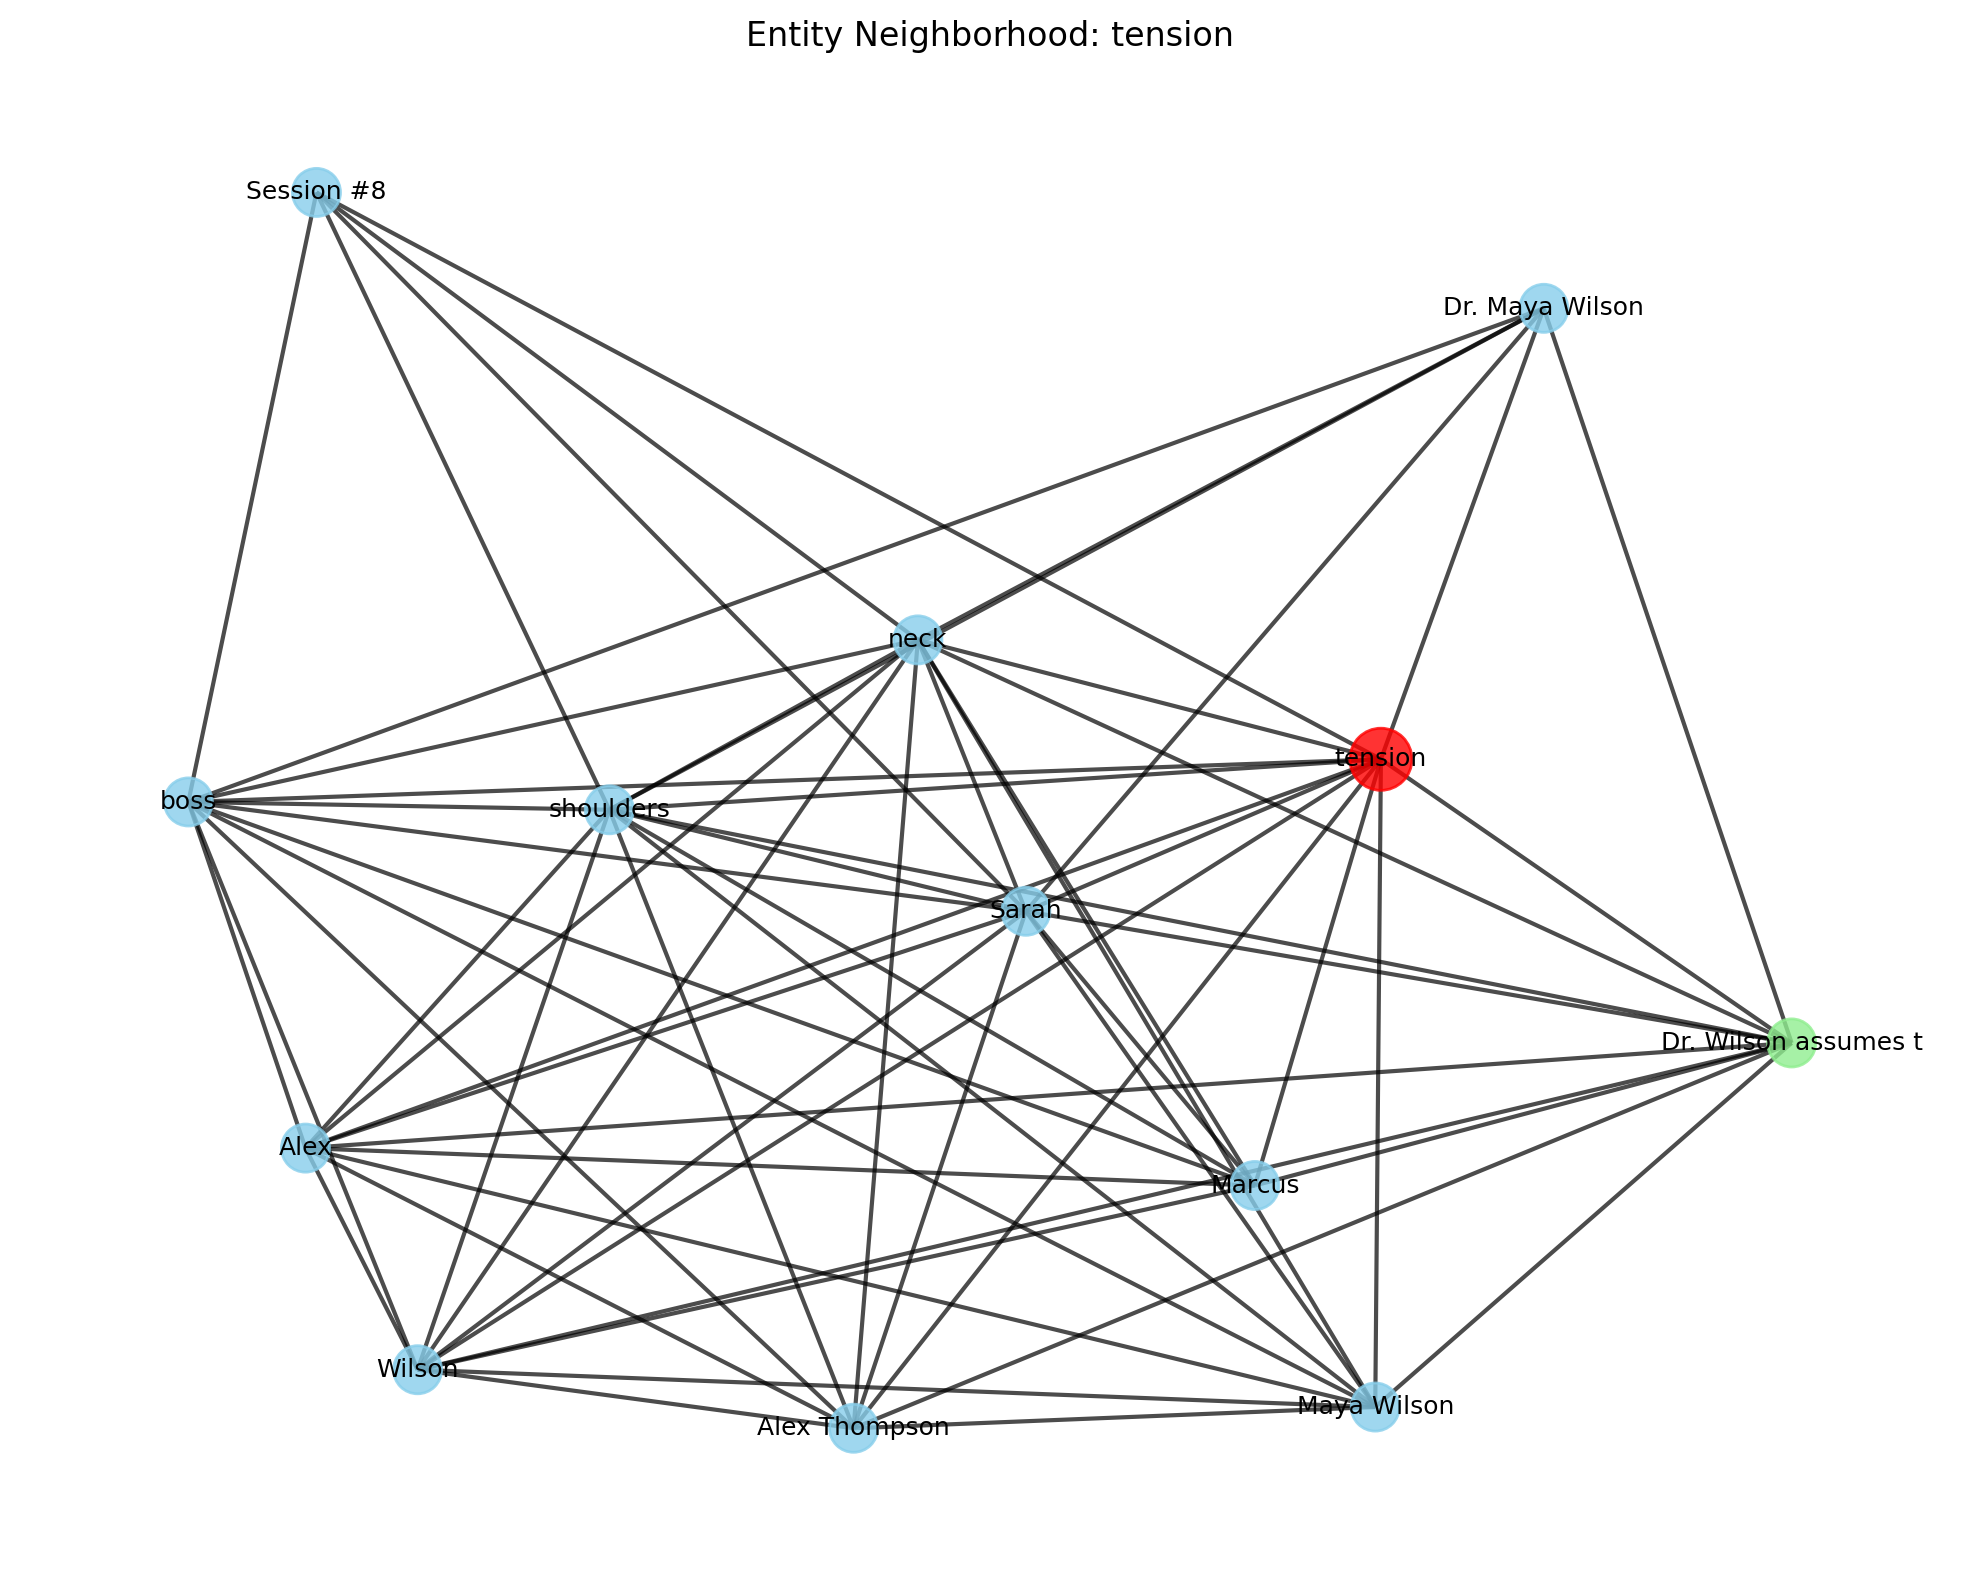 Entity Neighborhood: tension
Session #8
Dr. Maya Wilson
neck
tension
boss
shoulders
Sarah
Dr. Wilson assumes t
Alex
Marcus
Wilson
Maya Wilson
Alex Thompson